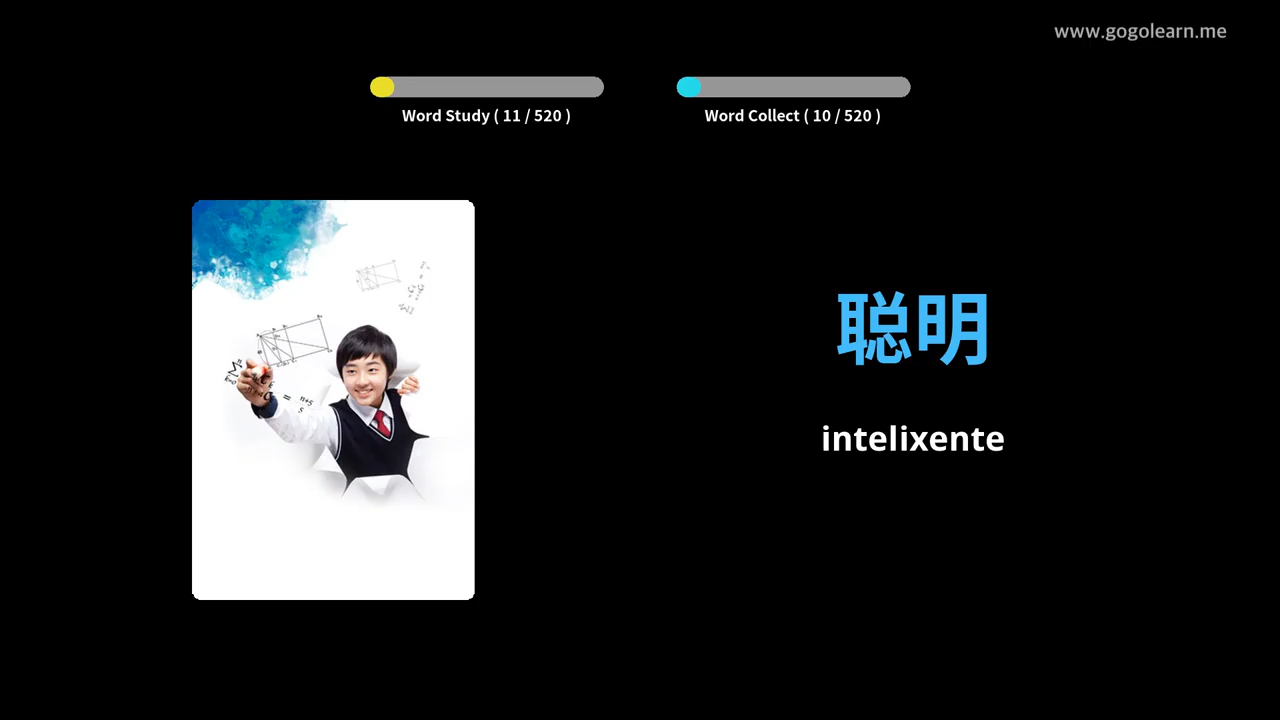 www.gogolearn.me
Word Study ( 11 / 520 )
Word Collect ( 10 / 520 )
聪明
intelixente